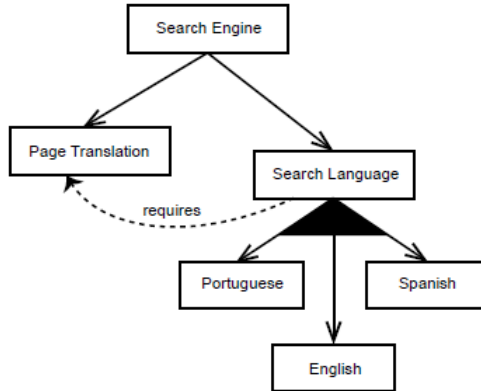 Search Engine
Page Translation
Search Language
requires
Portuguese
Spanish
English